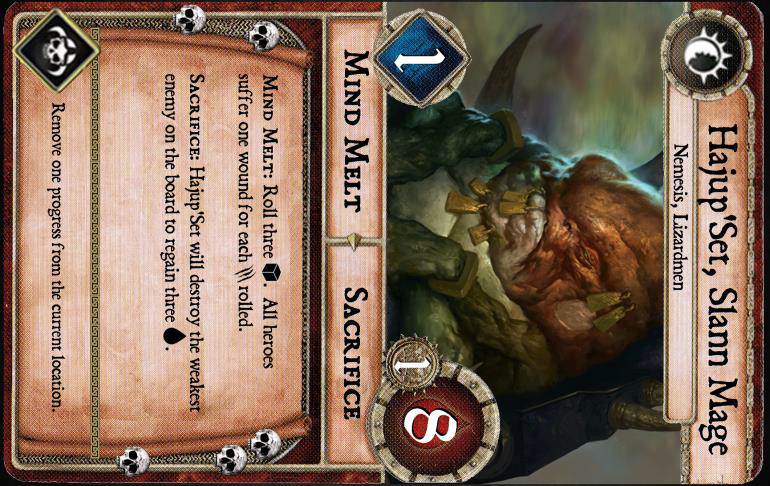 Hajup'Set, Slann Mage
Nemesis, Lizardmen
1
1
8
MIND MELT
SACRIFICE
MIND MELT: Roll three . All heroes
suffer one wound for each rolled.
SACRIFICE: Hajup'Set will destroy the weakest
enemy on the board to regain three .
Remove one progress from the current location.